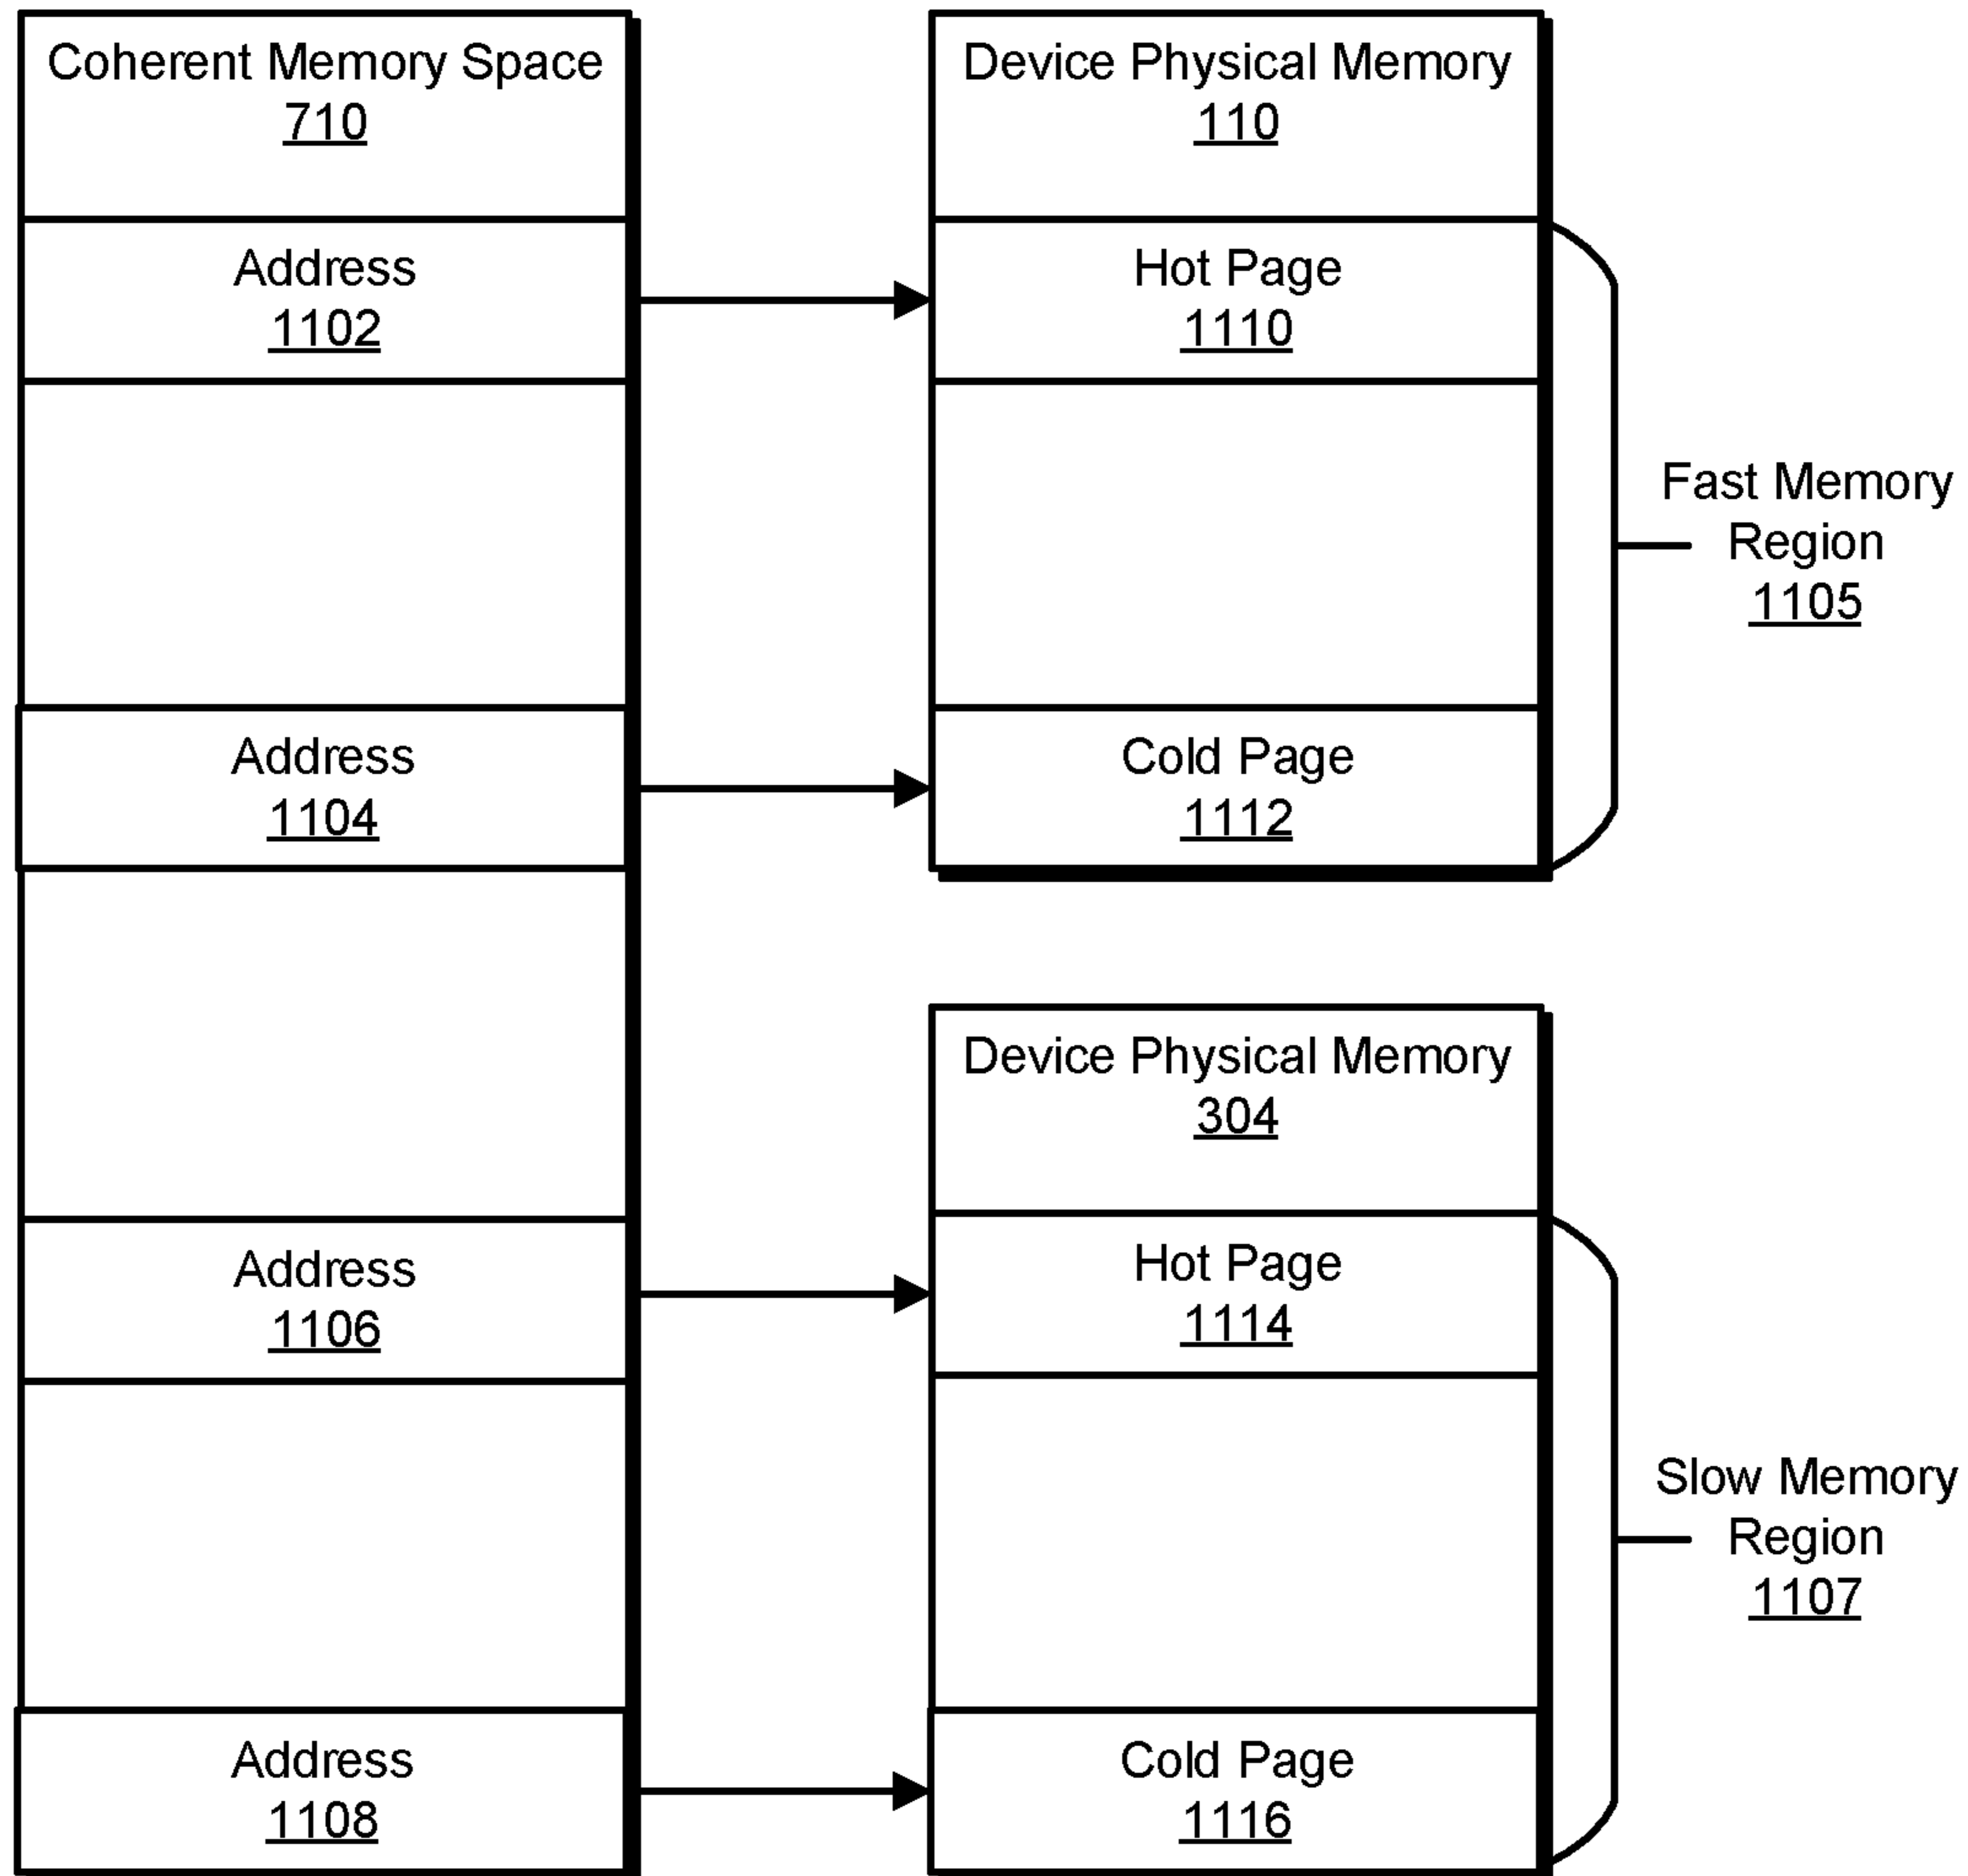 Coherent Memory Space
710
Address
1102
Address
1104
Address
1106
Address
1108
Device Physical Memory
110
Hot Page
1110
Cold Page
1112
Fast Memory
Region
1105
Device Physical Memory
304
Hot Page
1114
Cold Page
1116
Slow Memory
Region
1107